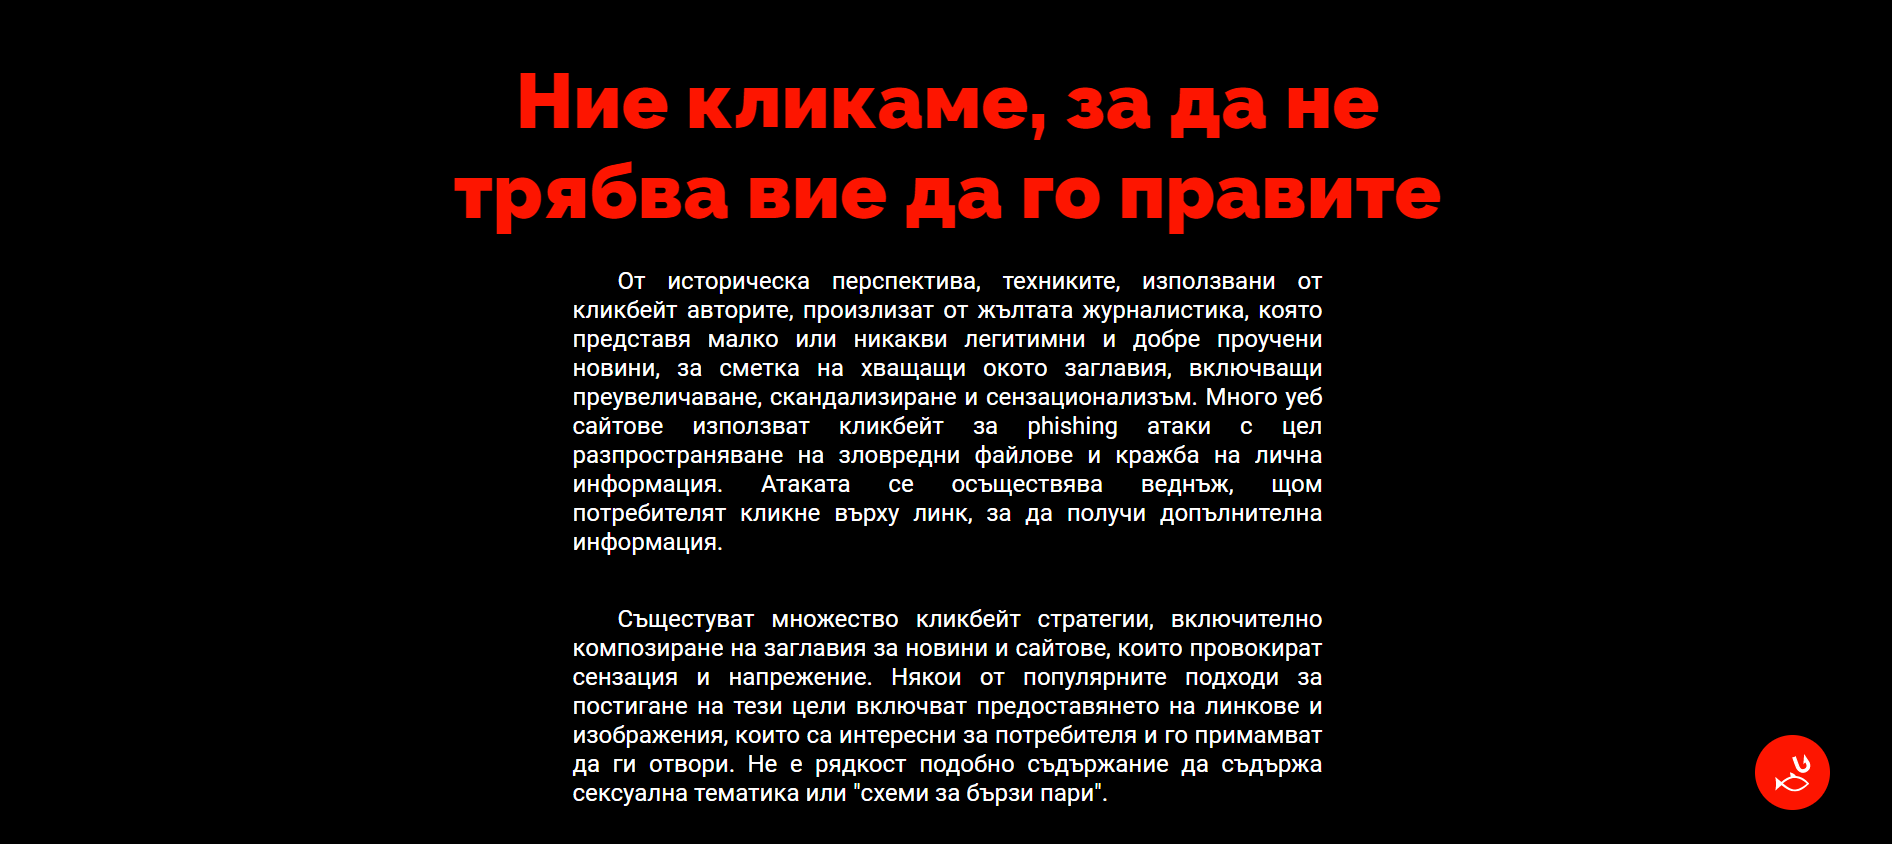 Ние кликаме, за да не
трябва вие да го правите
От историческа перспектива, техниките, използвани от
кликбейт авторите, произлизат от жълтата журналистика, която
представя малко или никакви легитимни и добре проучени
новини, за сметка на хващащи окото заглавия, включващи
преувеличаване, скандализиране и сензационализъм. Много уеб
сайтове използват кликбейт за phishing атаки с цел
разпространяване на зловредни файлове и кражба на лична
информация. Атаката се осъществява веднъж, щом
потребителят кликне върху линк, за да получи допълнителна
информация.
Същестуват множество кликбейт стратегии, включително
композиране на заглавия за новини и сайтове, които провокират
сензация и напрежение. Някои от популярните подходи за
постигане на тези цели включват предоставянето на линкове и
изображения, които са интересни за потребителя и го примамват
да ги отвори. Не е рядкост подобно съдържание да съдържа
сексуална тематика или "схеми за бързи пари".